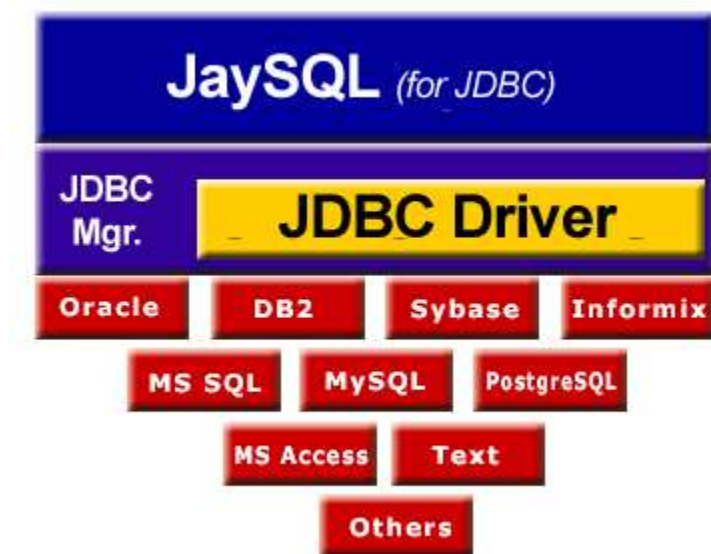 JaySQL (for JDBC)
JDBC
Mgr.
JDBC Driver
Oracle
DB2
Sybase
Informix
MS SQL
MySQL
PostgreSQL
MS Access
Text
Others